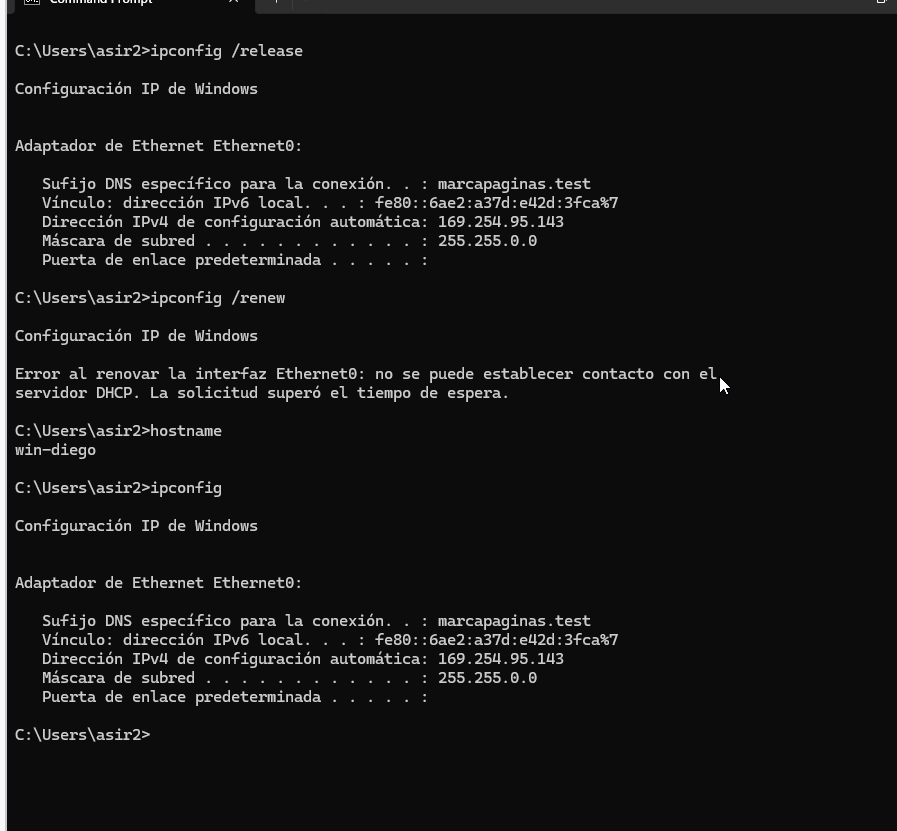 Command Prompt
C:\Users\asir2>ipconfig /release
Configuración IP de Windows
Adaptador de Ethernet Ethernet0:
Sufijo DNS específico para la conexión. . : marcapaginas.test
Vínculo: dirección IPv6 local. . . : fe80::6ae2:a37d:e42d:3fca%7
Dirección IPv4 de configuración automática: 169.254.95.143
Máscara de subred . . . . . . . . . . . . : 255.255.0.0
Puerta de enlace predeterminada . . . . . :
C:\Users\asir2>ipconfig /renew
Configuración IP de Windows
Error al renovar la interfaz Ethernet0: no se puede establecer contacto con el
servidor DHCP. La solicitud superó el tiempo de espera.
C:\Users\asir2>hostname
win-diego
C:\Users\asir2>ipconfig
Configuración IP de Windows
Adaptador de Ethernet Ethernet0:
Sufijo DNS específico para la conexión. . : marcapaginas.test
Vínculo: dirección IPv6 local. . . : fe80::6ae2:a37d:e42d:3fca%7
Dirección IPv4 de configuración automática: 169.254.95.143
Máscara de subred . . . . . . . . . . . . : 255.255.0.0
Puerta de enlace predeterminada . . . . . :
C:\Users\asir2>